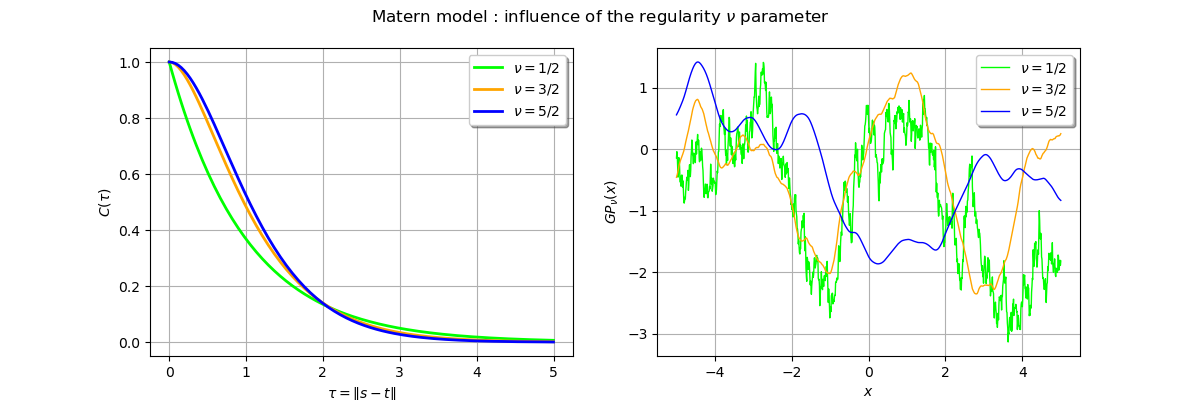 Matern model : influence of the regularity ν parameter
C(τ)
1.0
0.8
0.6
0.4
0.2
0.0
0 1 2 3 4 5
τ = ‖s − t‖
ν = 1/2
ν = 3/2
ν = 5/2
GPν(x)
1
0
−1
−2
−3
−4 −2 0 2 4
x
ν = 1/2
ν = 3/2
ν = 5/2